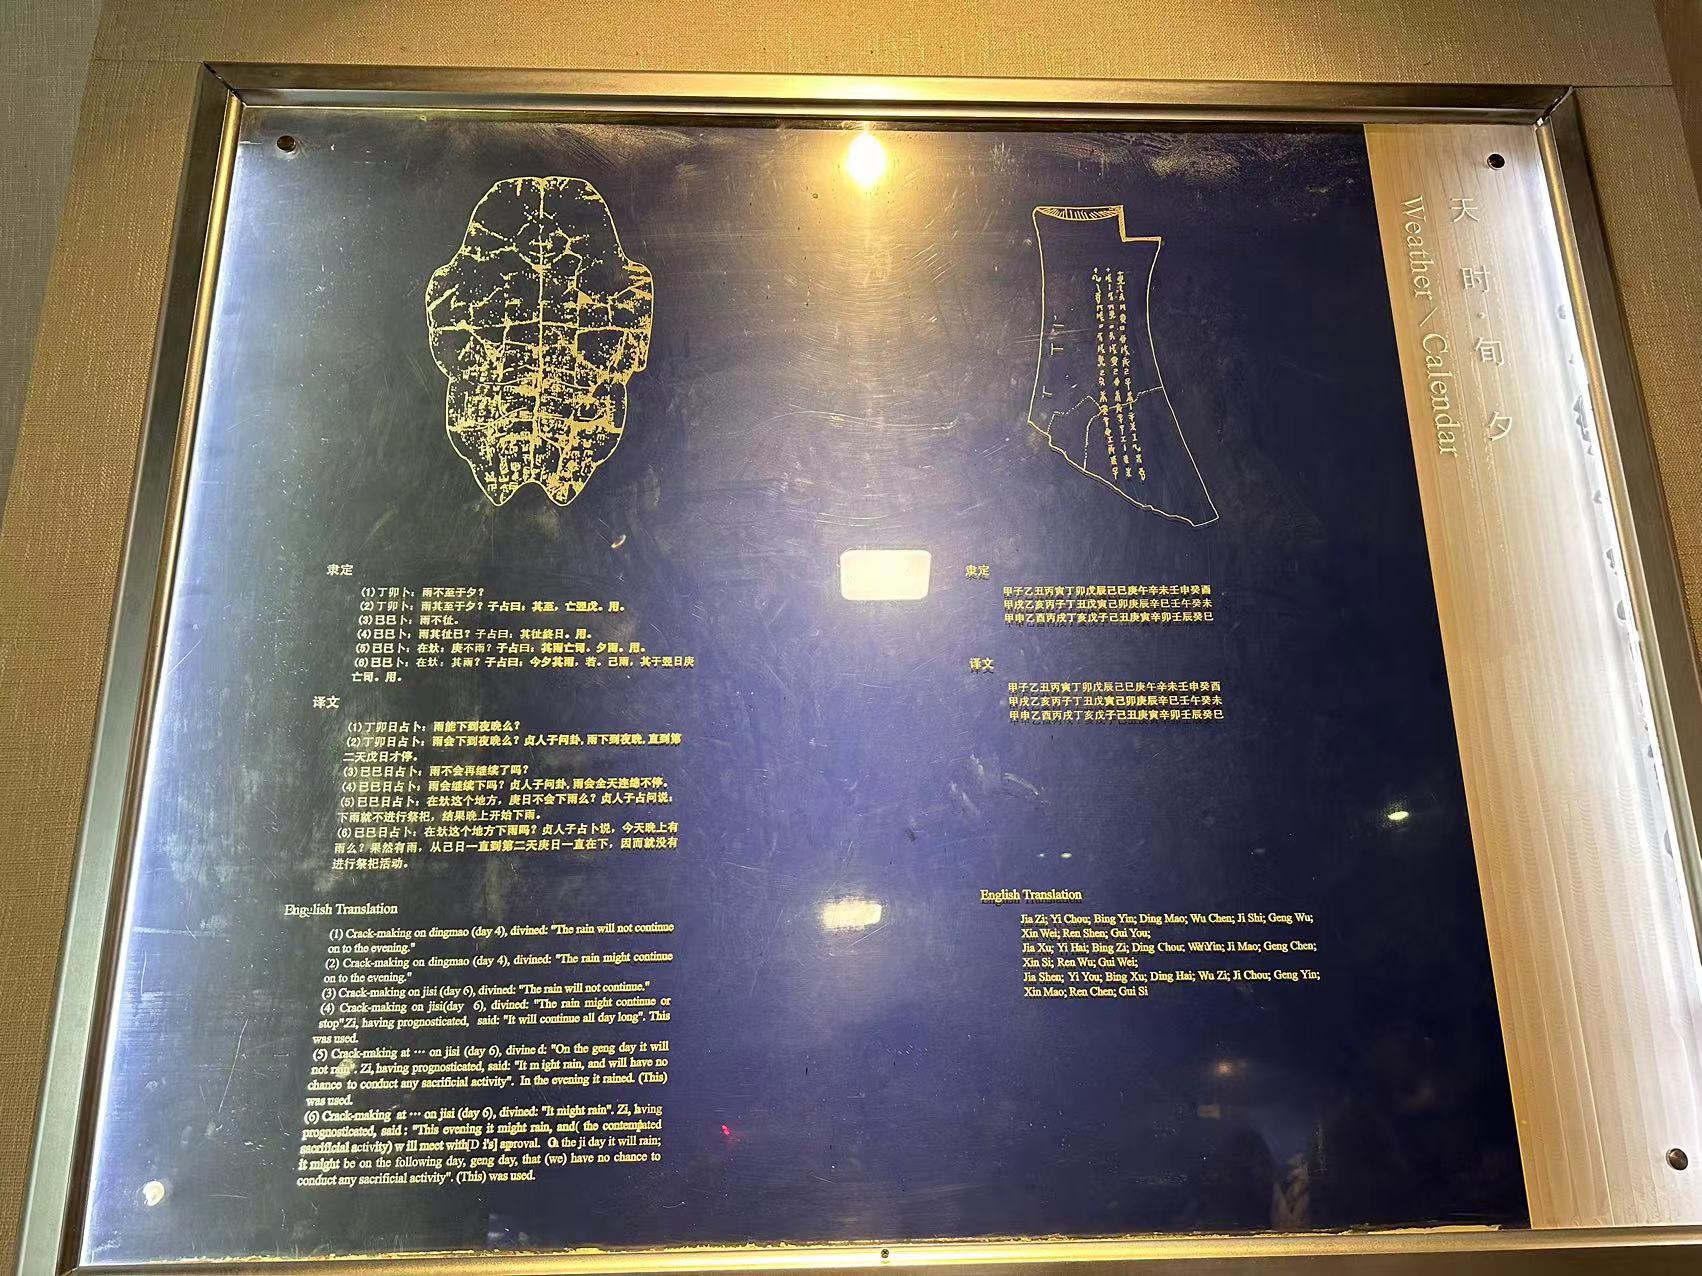 天时·旬夕
Weather \ Calendar
隶定
(1)丁卯卜：雨不至于夕？
(2)丁卯卜：雨其至于夕？子占曰：其至，亡翌戊。用。
(3)己巳卜：雨不徃。
(4)己巳卜：雨其徃巳？子占曰：其徃終日。用。
(5)己巳卜：在㚢：庚不雨？子占曰：其雨亡司。夕雨。用。
(6)己巳卜：在㚢：其雨？子占曰：今夕其雨，若。己雨，其于翌日庚
亡司。用。
译文
(1)丁卯日占卜：雨能下到夜晚么？
(2)丁卯日占卜：雨会下到夜晚么？贞人子问卦,雨下到夜晚,直到第
二天戊日才停。
(3)己巳日占卜：雨不会再继续了吗？
(4)己巳日占卜：雨会继续下吗？贞人子问卦,雨会全天连绵不停。
(5)己巳日占卜：在㚢这个地方，庚日不会下雨么？贞人子占问说：
下雨就不进行祭祀，结果晚上开始下雨。
(6)己巳日占卜：在㚢这个地方下雨吗？贞人子占卜说，今天晚上有
雨么？果然有雨，从己日一直到第二天庚日一直在下，因而就没有
进行祭祀活动。
English Translation
(1) Crack-making on dingmao (day 4), divined: "The rain will not continue
on to the evening."
(2) Crack-making on dingmao (day 4), divined: "The rain might continue
on to the evening."
(3) Crack-making on jisi (day 6), divined: "The rain will not continue."
(4) Crack-making on jisi(day 6), divined: "The rain might continue or
stop"Zi, having prognosticated, said: "It will continue all day long". This
was used.
(5) Crack-making at ··· on jisi (day 6), divine d: "On the geng day it will
not rain". Zi, having prognosticated, said: "It m ight rain, and will have no
chance to conduct any sacrificial activity". In the evening it rained. (This)
was used.
(6) Crack-making at ··· on jisi (day 6), divined: "It might rain". Zi, having
prognosticated, said : "This evening it might rain, and( the contemplated
sacrificial activity) w ill meet with[D i's] aproval. On the ji day it will rain;
it might be on the following day, geng day, that (we) have no chance to
conduct any sacrificial activity". (This) was used.
隶定
甲子乙丑丙寅丁卯戊辰己巳庚午辛未壬申癸酉
甲戌乙亥丙子丁丑戊寅己卯庚辰辛巳壬午癸未
甲申乙酉丙戌丁亥戊子己丑庚寅辛卯壬辰癸巳
译文
甲子乙丑丙寅丁卯戊辰己巳庚午辛未壬申癸酉
甲戌乙亥丙子丁丑戊寅己卯庚辰辛巳壬午癸未
甲申乙酉丙戌丁亥戊子己丑庚寅辛卯壬辰癸巳
English Translation
Jia Zi; Yi Chou; Bing Yin; Ding Mao; Wu Chen; Ji Shi; Geng Wu;
Xin Wei; Ren Shen; Gui You;
Jia Xu; Yi Hai; Bing Zi; Ding Chou; Wu Yin; Ji Mao; Geng Chen;
Xin Si; Ren Wu; Gui Wei;
Jia Shen; Yi You; Bing Xu; Ding Hai; Wu Zi; Ji Chou; Geng Yin;
Xin Mao; Ren Chen; Gui Si